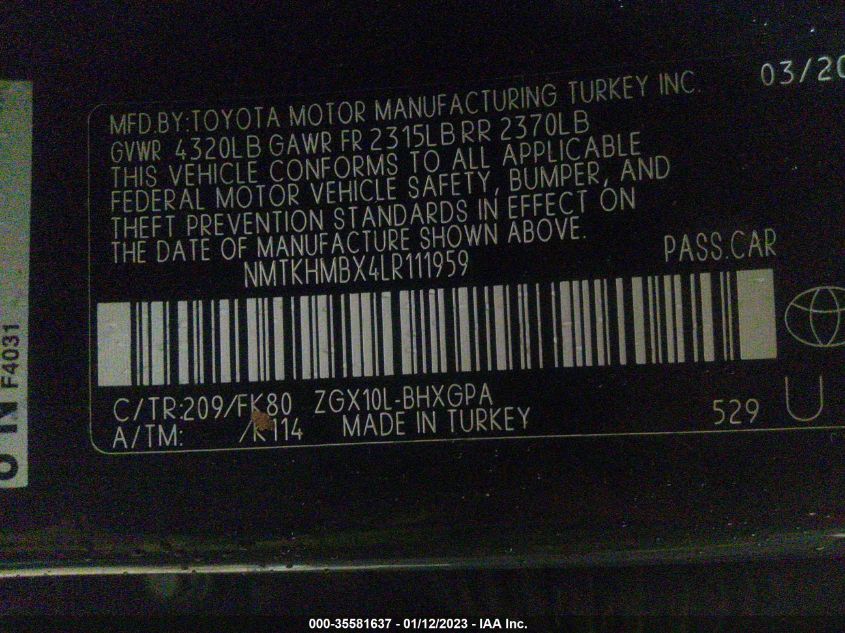 03/20
MFD.BY:TOYOTA MOTOR MANUFACTURING TURKEY INC.
GVWR 4320LB GAWR FR 2315LB RR 2370LB
THIS VEHICLE CONFORMS TO ALL APPLICABLE
FEDERAL MOTOR VEHICLE SAFETY, BUMPER, AND
THEFT PREVENTION STANDARDS IN EFFECT ON
THE DATE OF MANUFACTURE SHOWN ABOVE.
NMTKHMBX4LR111959 PASS.CAR
C/TR:209/FK80 ZGX10L-BHXGPA
A/TM: /K114 MADE IN TURKEY 529 U
F4031
000-35581637 - 01/12/2023 - IAA Inc.